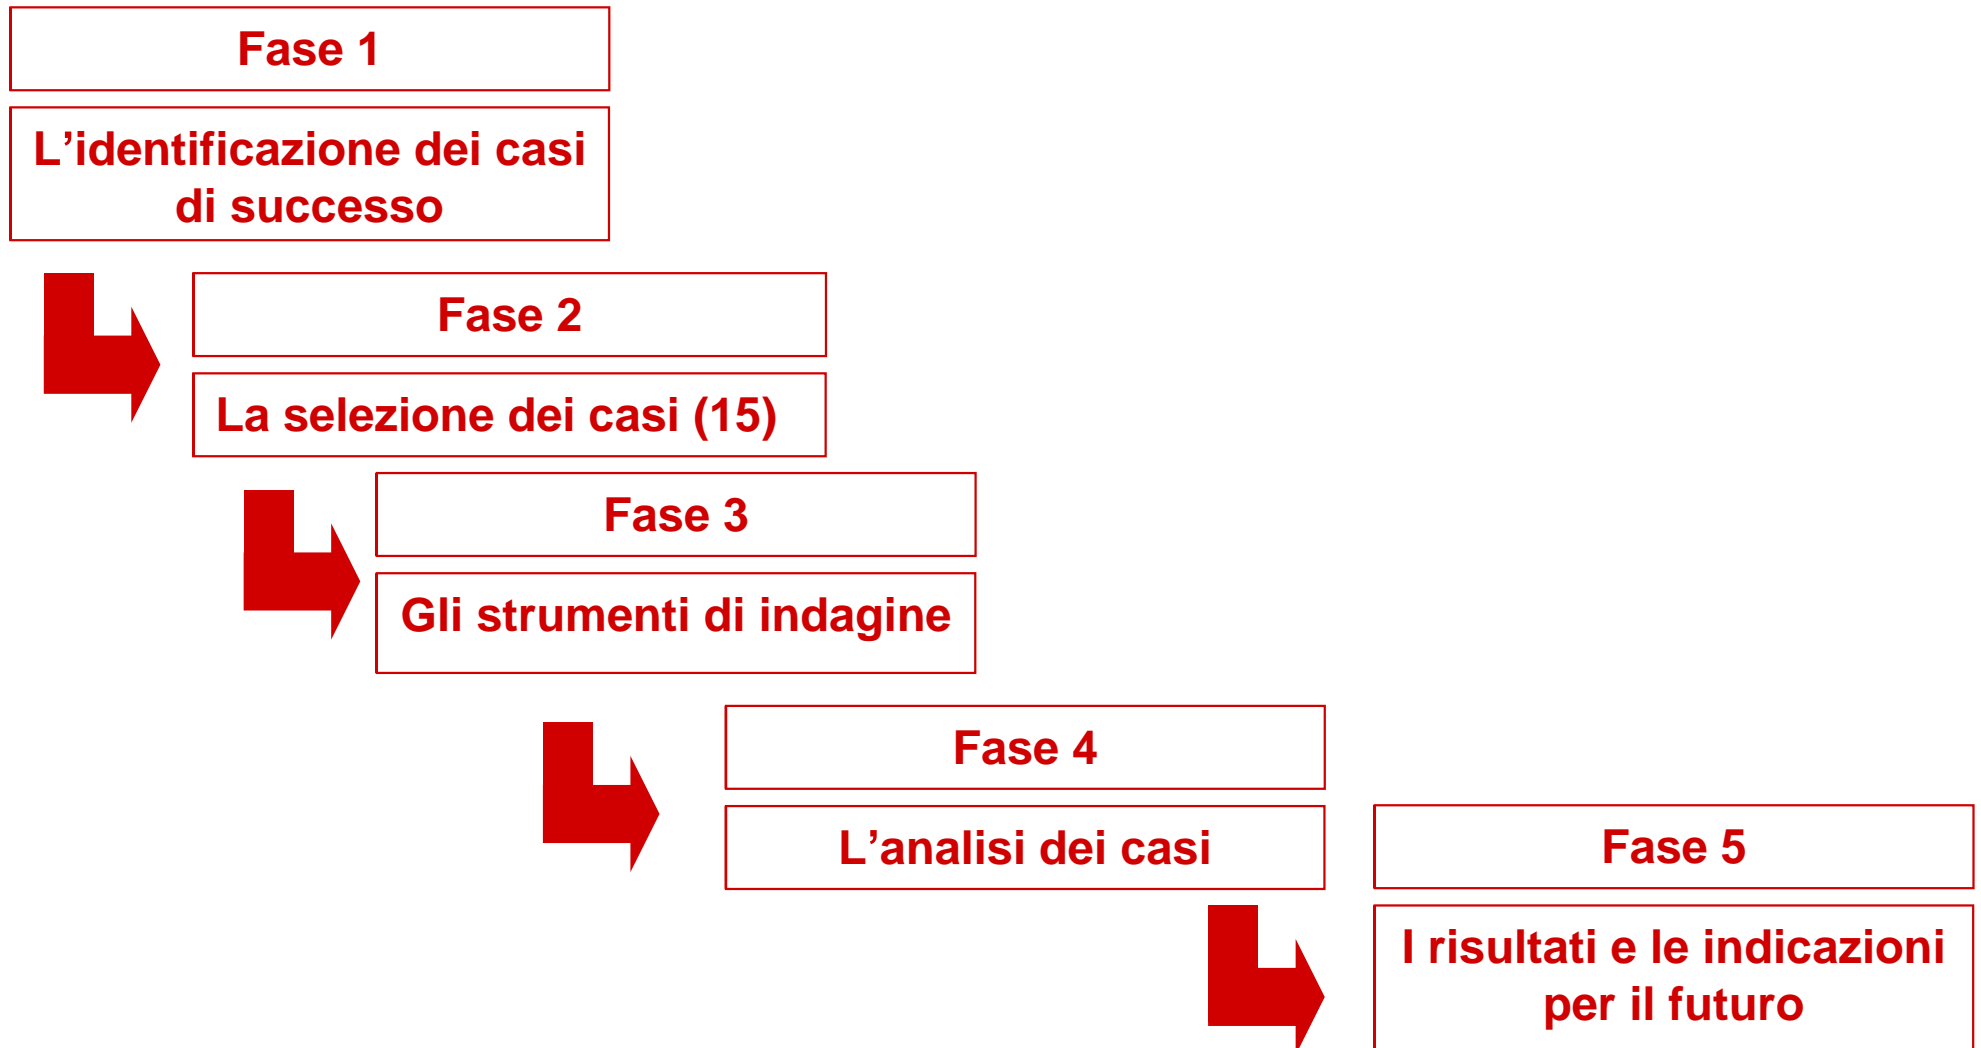 Fase 1
L’identificazione dei casi
di successo
Fase 2
La selezione dei casi (15)
Fase 3
Gli strumenti di indagine
Fase 4
L’analisi dei casi
Fase 5
I risultati e le indicazioni
per il futuro